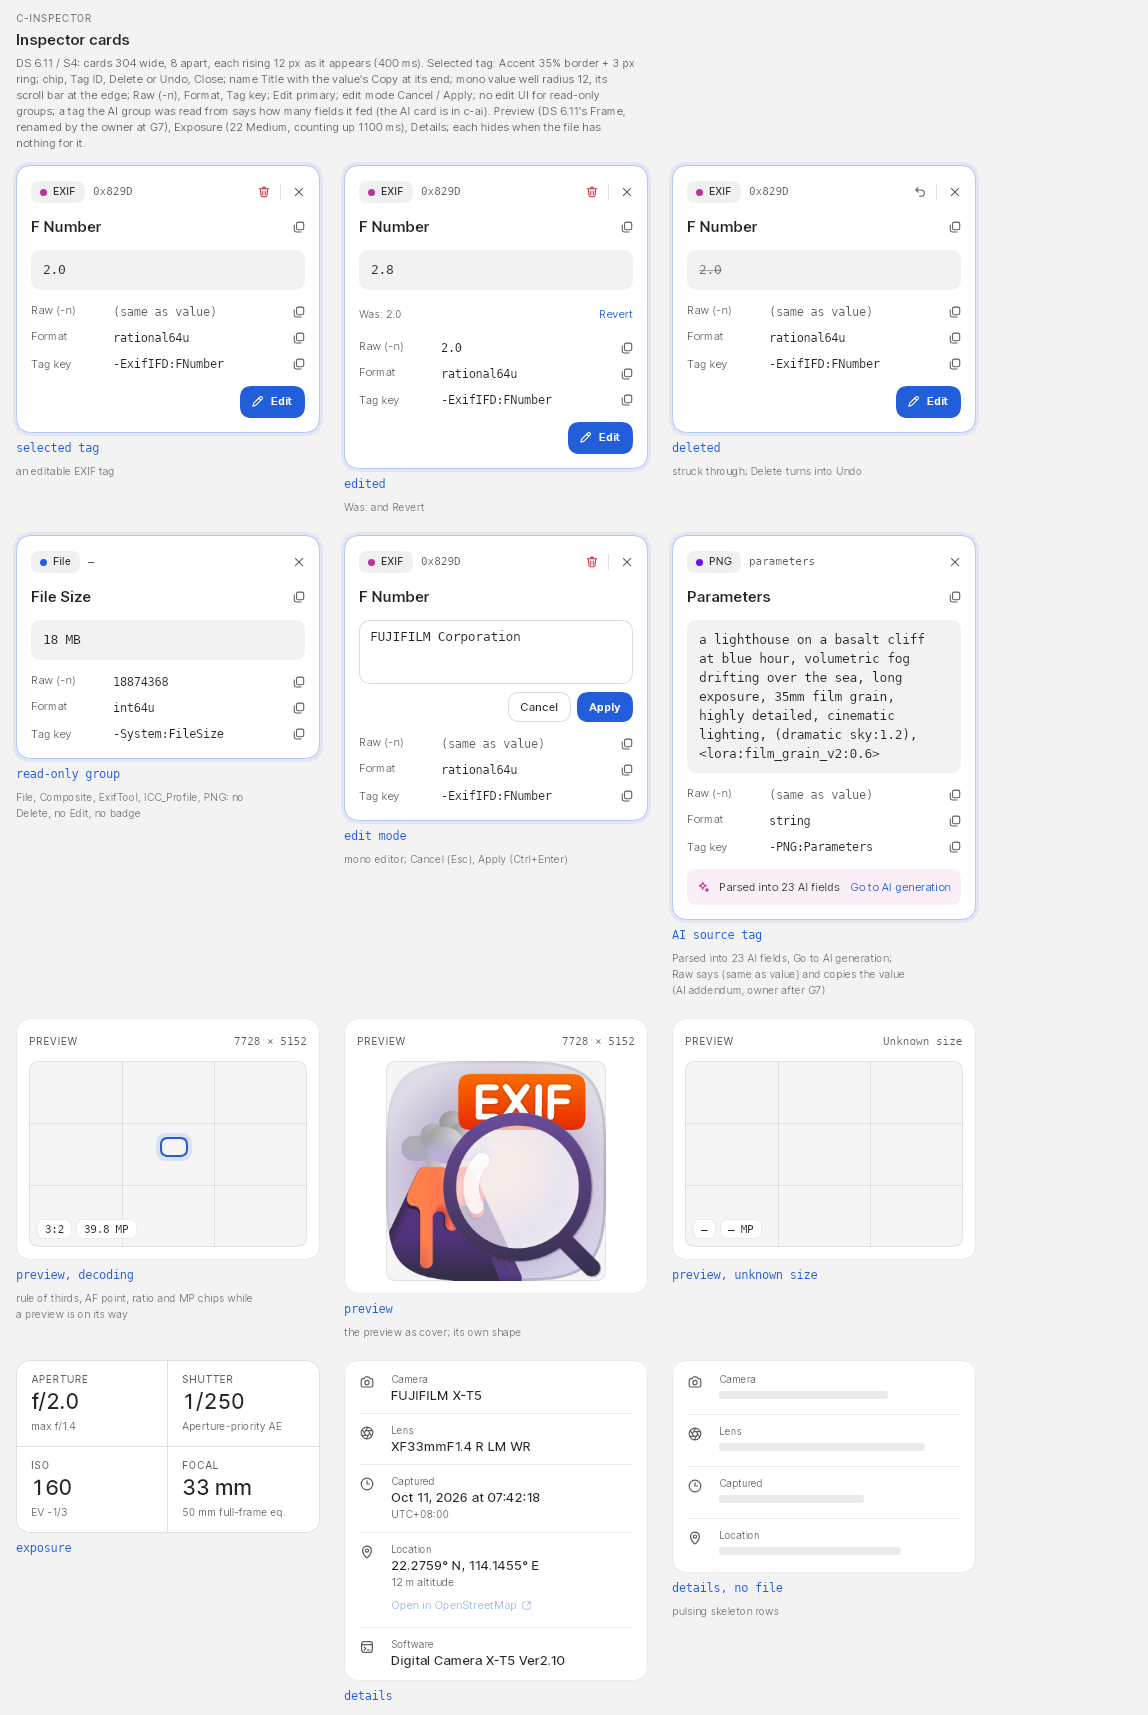 C-INSPECTOR
Inspector cards
DS 6.11 / S4: cards 304 wide, 8 apart, each rising 12 px as it appears (400 ms). Selected tag: Accent 35% border + 3 px
ring; chip, Tag ID, Delete or Undo, Close; name Title with the value's Copy at its end; mono value well radius 12, its
scroll bar at the edge; Raw (-n), Format, Tag key; Edit primary; edit mode Cancel / Apply; no edit UI for read-only
groups; a tag the AI group was read from says how many fields it fed (the AI card is in c-ai). Preview (DS 6.11's Frame,
renamed by the owner at G7), Exposure (22 Medium, counting up 1100 ms), Details; each hides when the file has
nothing for it.
EXIF 0x829D
F Number
2.0
Raw (-n) (same as value)
Format rational64u
Tag key -ExifIFD:FNumber
Edit
selected tag
an editable EXIF tag
EXIF 0x829D
F Number
2.8
Was: 2.0 Revert
Raw (-n) 2.0
Format rational64u
Tag key -ExifIFD:FNumber
Edit
edited
Was: and Revert
EXIF 0x829D
F Number
2.0
Raw (-n) (same as value)
Format rational64u
Tag key -ExifIFD:FNumber
Edit
deleted
struck through; Delete turns into Undo
File —
File Size
18 MB
Raw (-n) 18874368
Format int64u
Tag key -System:FileSize
read-only group
File, Composite, ExifTool, ICC_Profile, PNG: no
Delete, no Edit, no badge
EXIF 0x829D
F Number
FUJIFILM Corporation
Cancel Apply
Raw (-n) (same as value)
Format rational64u
Tag key -ExifIFD:FNumber
edit mode
mono editor; Cancel (Esc), Apply (Ctrl+Enter)
PNG parameters
Parameters
a lighthouse on a basalt cliff
at blue hour, volumetric fog
drifting over the sea, long
exposure, 35mm film grain,
highly detailed, cinematic
lighting, (dramatic sky:1.2),
<lora:film_grain_v2:0.6>
Raw (-n) (same as value)
Format string
Tag key -PNG:Parameters
Parsed into 23 AI fields Go to AI generation
AI source tag
Parsed into 23 AI fields, Go to AI generation;
Raw says (same as value) and copies the value
(AI addendum, owner after G7)
PREVIEW 7728 × 5152
3:2 39.8 MP
preview, decoding
rule of thirds, AF point, ratio and MP chips while
a preview is on its way
PREVIEW 7728 × 5152
EXIF
preview
the preview as cover; its own shape
PREVIEW Unknown size
— — MP
preview, unknown size
APERTURE
f/2.0
max f/1.4
SHUTTER
1/250
Aperture-priority AE
ISO
160
EV -1/3
FOCAL
33 mm
50 mm full-frame eq.
exposure
Camera
FUJIFILM X-T5
Lens
XF33mmF1.4 R LM WR
Captured
Oct 11, 2026 at 07:42:18
UTC+08:00
Location
22.2759° N, 114.1455° E
12 m altitude
Open in OpenStreetMap
Software
Digital Camera X-T5 Ver2.10
details
Camera
Lens
Captured
Location
details, no file
pulsing skeleton rows